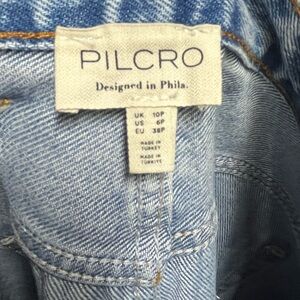 PILCRO
Designed in Phila.
UK 10P
US 6P
EU 38P
MADE IN
TURKEY
MADE IN
TÜRKİYE